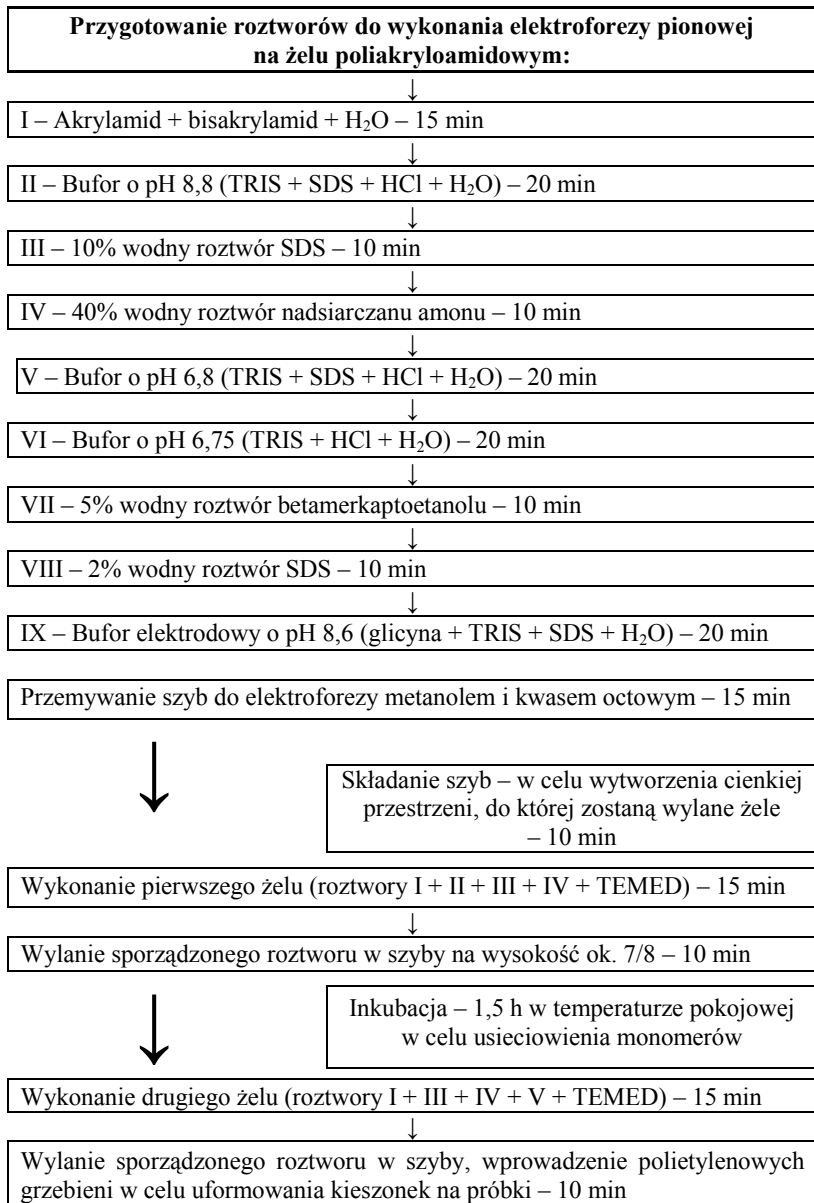 Przygotowanie roztworów do wykonania elektroforezy pionowej
na żelu poliakryloamidowym:
↓
I – Akrylamid + bisakrylamid + H₂O – 15 min
↓
II – Bufor o pH 8,8 (TRIS + SDS + HCl + H₂O) – 20 min
↓
III – 10% wodny roztwór SDS – 10 min
↓
IV – 40% wodny roztwór nadsiarczanu amonu – 10 min
↓
V – Bufor o pH 6,8 (TRIS + SDS + HCl + H₂O) – 20 min
↓
VI – Bufor o pH 6,75 (TRIS + HCl + H₂O) – 20 min
↓
VII – 5% wodny roztwór betamerkaptoetanolu – 10 min
↓
VIII – 2% wodny roztwór SDS – 10 min
↓
IX – Bufor elektrodowy o pH 8,6 (glicyna + TRIS + SDS + H₂O) – 20 min
Przemywanie szyb do elektroforezy metanolem i kwasem octowym – 15 min
↓
Składanie szyb – w celu wytworzenia cienkiej
przestrzeni, do której zostaną wylane żele
– 10 min
Wykonanie pierwszego żelu (roztwory I + II + III + IV + TEMED) – 15 min
↓
Wylanie sporządzonego roztworu w szyby na wysokość ok. 7/8 – 10 min
↓
Inkubacja – 1,5 h w temperaturze pokojowej
w celu usieciowienia monomerów
Wykonanie drugiego żelu (roztwory I + III + IV + V + TEMED) – 15 min
↓
Wylanie sporządzonego roztworu w szyby, wprowadzenie polietylenowych
grzebieni w celu uformowania kieszonek na próbki – 10 min